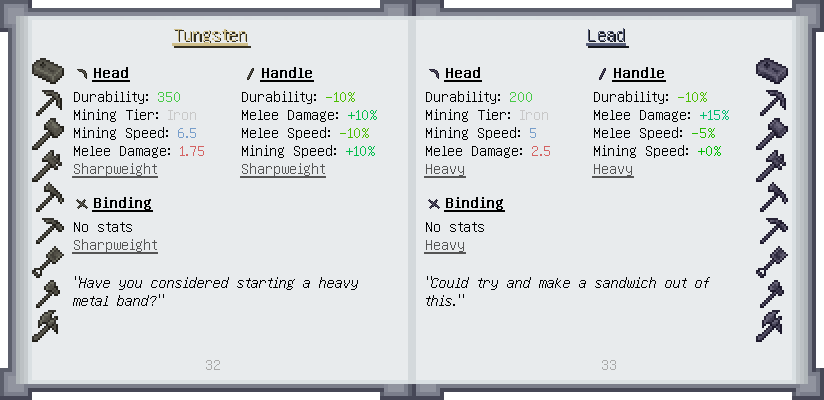 Tungsten
Head
Durability: 350
Mining Tier: Iron
Mining Speed: 6.5
Melee Damage: 1.75
Sharpweight
Handle
Durability: -10%
Melee Damage: +10%
Melee Speed: -10%
Mining Speed: +10%
Sharpweight
Binding
No stats
Sharpweight
"Have you considered starting a heavy
metal band?"
32
Lead
Head
Durability: 200
Mining Tier: Iron
Mining Speed: 5
Melee Damage: 2.5
Heavy
Handle
Durability: -10%
Melee Damage: +15%
Melee Speed: -5%
Mining Speed: +0%
Heavy
Binding
No stats
Heavy
"Could try and make a sandwich out of
this."
33